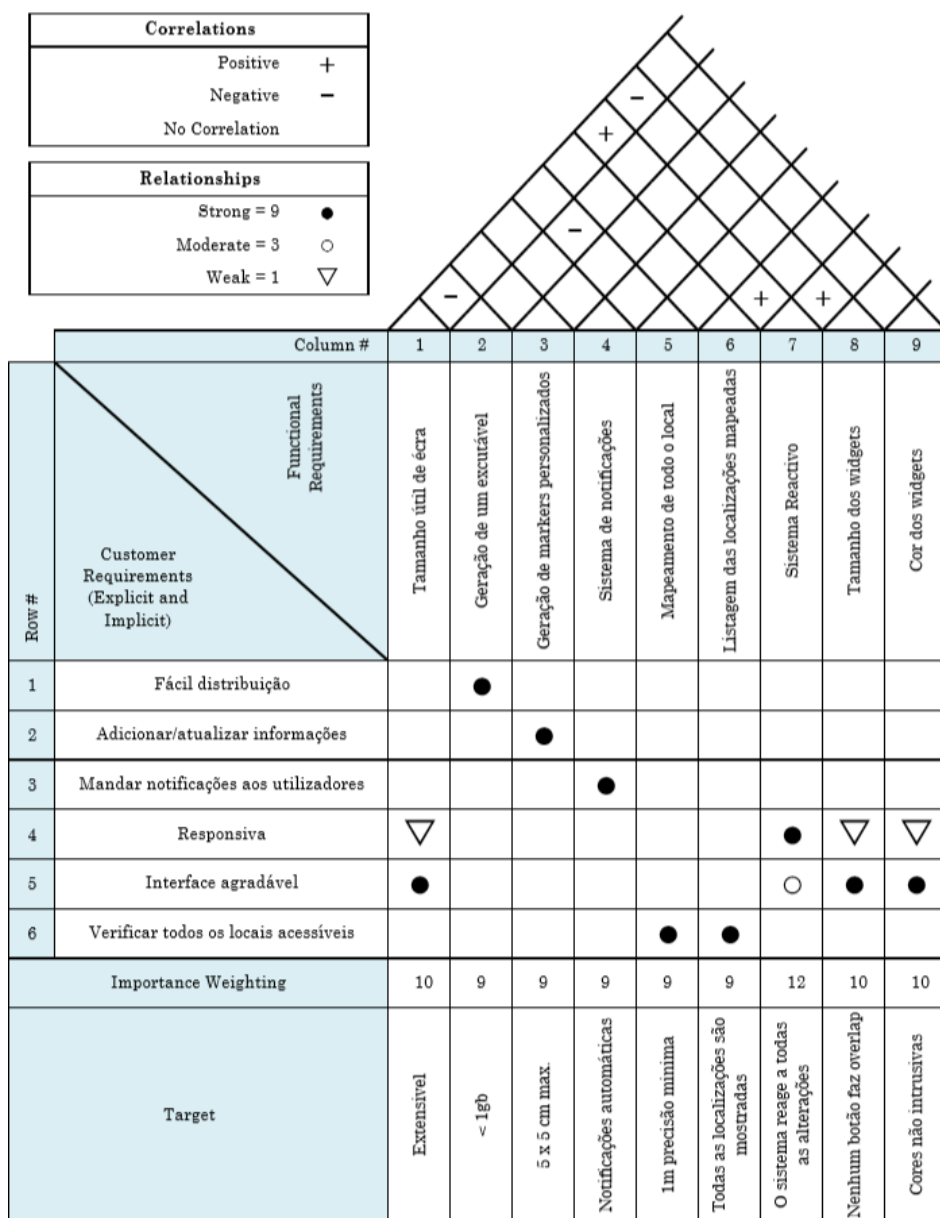 Correlations
Positive +
Negative −
No Correlation
Relationships
Strong = 9 ●
Moderate = 3 ○
Weak = 1 ▽
−
+
−
− + +
Column # 1 2 3 4 5 6 7 8 9
Row #
Functional
Requirements
Customer
Requirements
(Explicit and
Implicit)
Tamanho útil de écra
Geração de um excutável
Geração de markers personalizados
Sistema de notificações
Mapeamento de todo o local
Listagem das localizações mapeadas
Sistema Reactivo
Tamanho dos widgets
Cor dos widgets
1 Fácil distribuição ●
2 Adicionar/atualizar informações ●
3 Mandar notificações aos utilizadores ●
4 Responsiva ▽ ● ▽ ▽
5 Interface agradável ● ○ ● ●
6 Verificar todos os locais acessíveis ● ●
Importance Weighting 10 9 9 9 9 9 12 10 10
Target
Extensivel
< 1gb
5 x 5 cm max.
Notificações automáticas
1m precisão minima
Todas as localizações são
mostradas
O sistema reage a todas
as alterações
Nenhum botão faz overlap
Cores não intrusivas